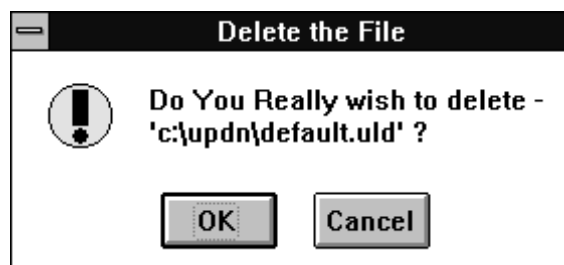 Delete the File
Do You Really wish to delete -
'c:\updn\default.uld' ?
OK Cancel